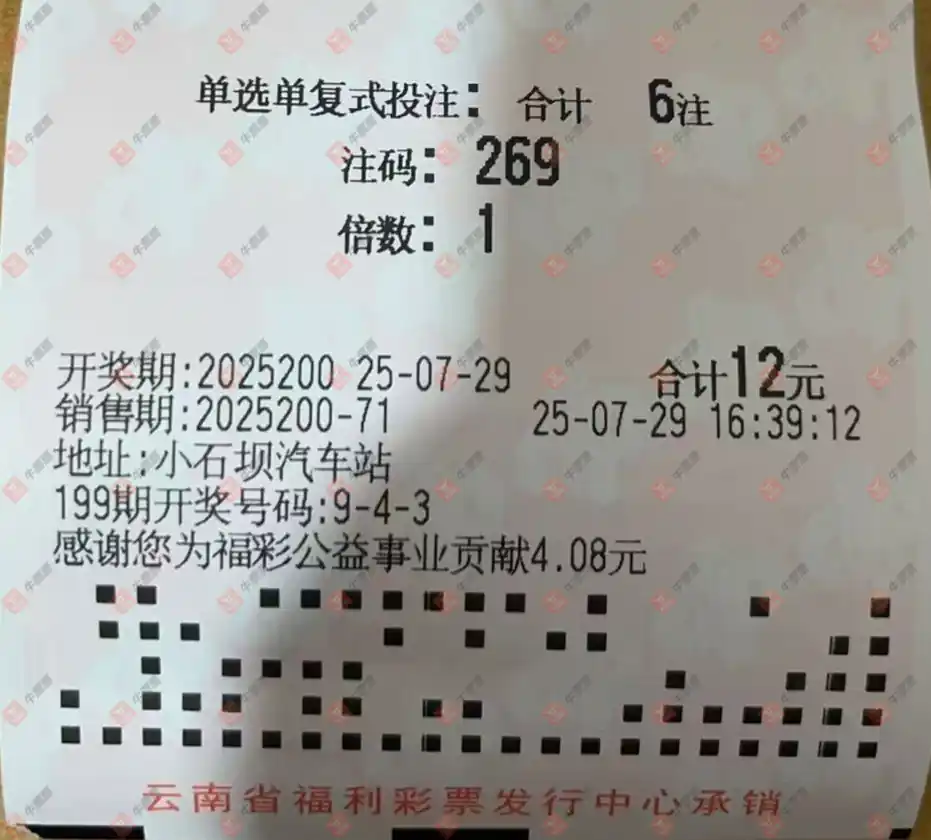 单选单复式投注: 合计 6注
注码: 269
倍数: 1
开奖期:2025200 25-07-29 合计12元
销售期:2025200-71 25-07-29 16:39:12
地址:小石坝汽车站
199期开奖号码:9-4-3
感谢您为福彩公益事业贡献4.08元
云南省福利彩票发行中心承销